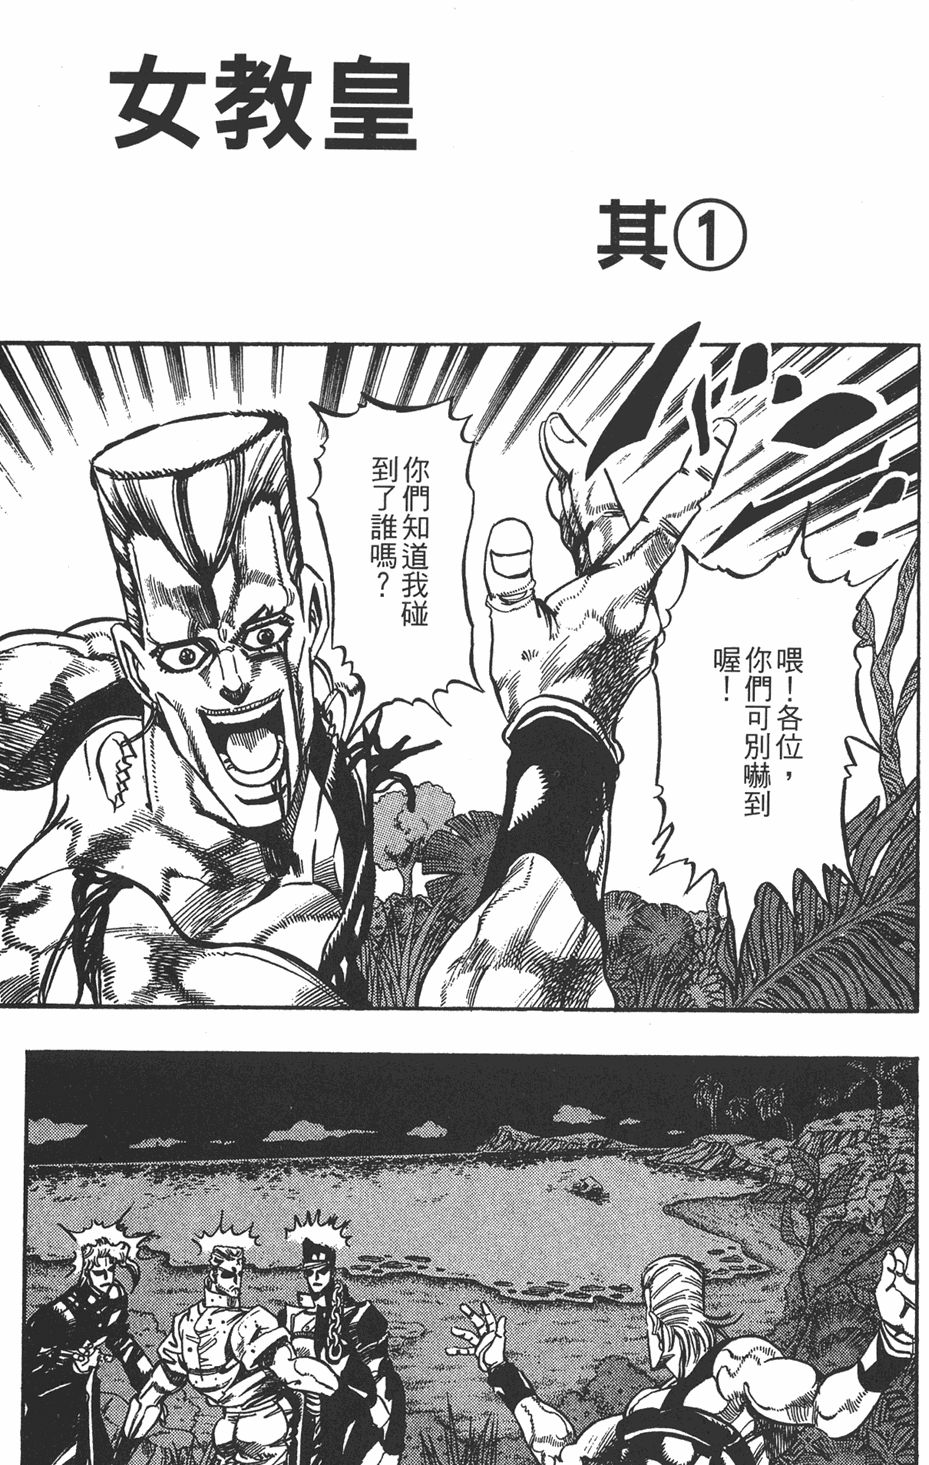 女教皇
其①
喂！各位，
你們可別嚇到
喔！
你們知道我碰
到了誰嗎？